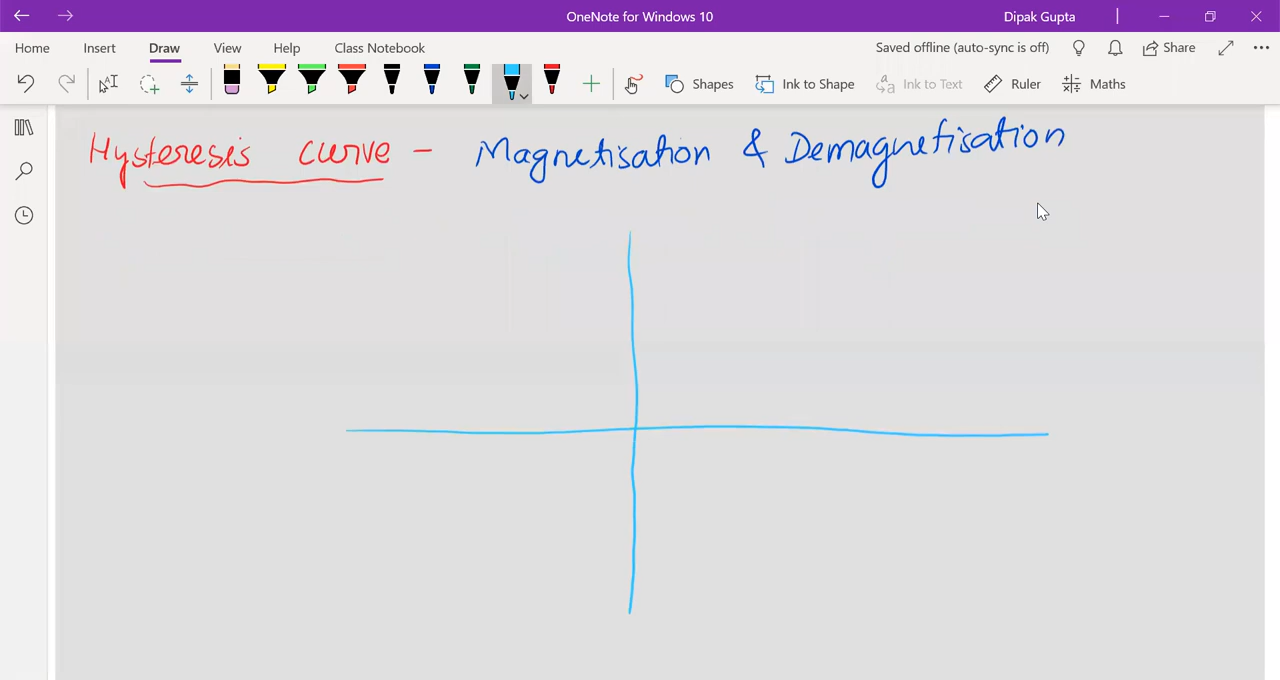 OneNote for Windows 10
Dipak Gupta
Home Insert Draw View Help Class Notebook
Saved offline (auto-sync is off)
Share
Shapes Ink to Shape Ink to Text Ruler Maths
Hysteresis curve - Magnetisation & Demagnetisation